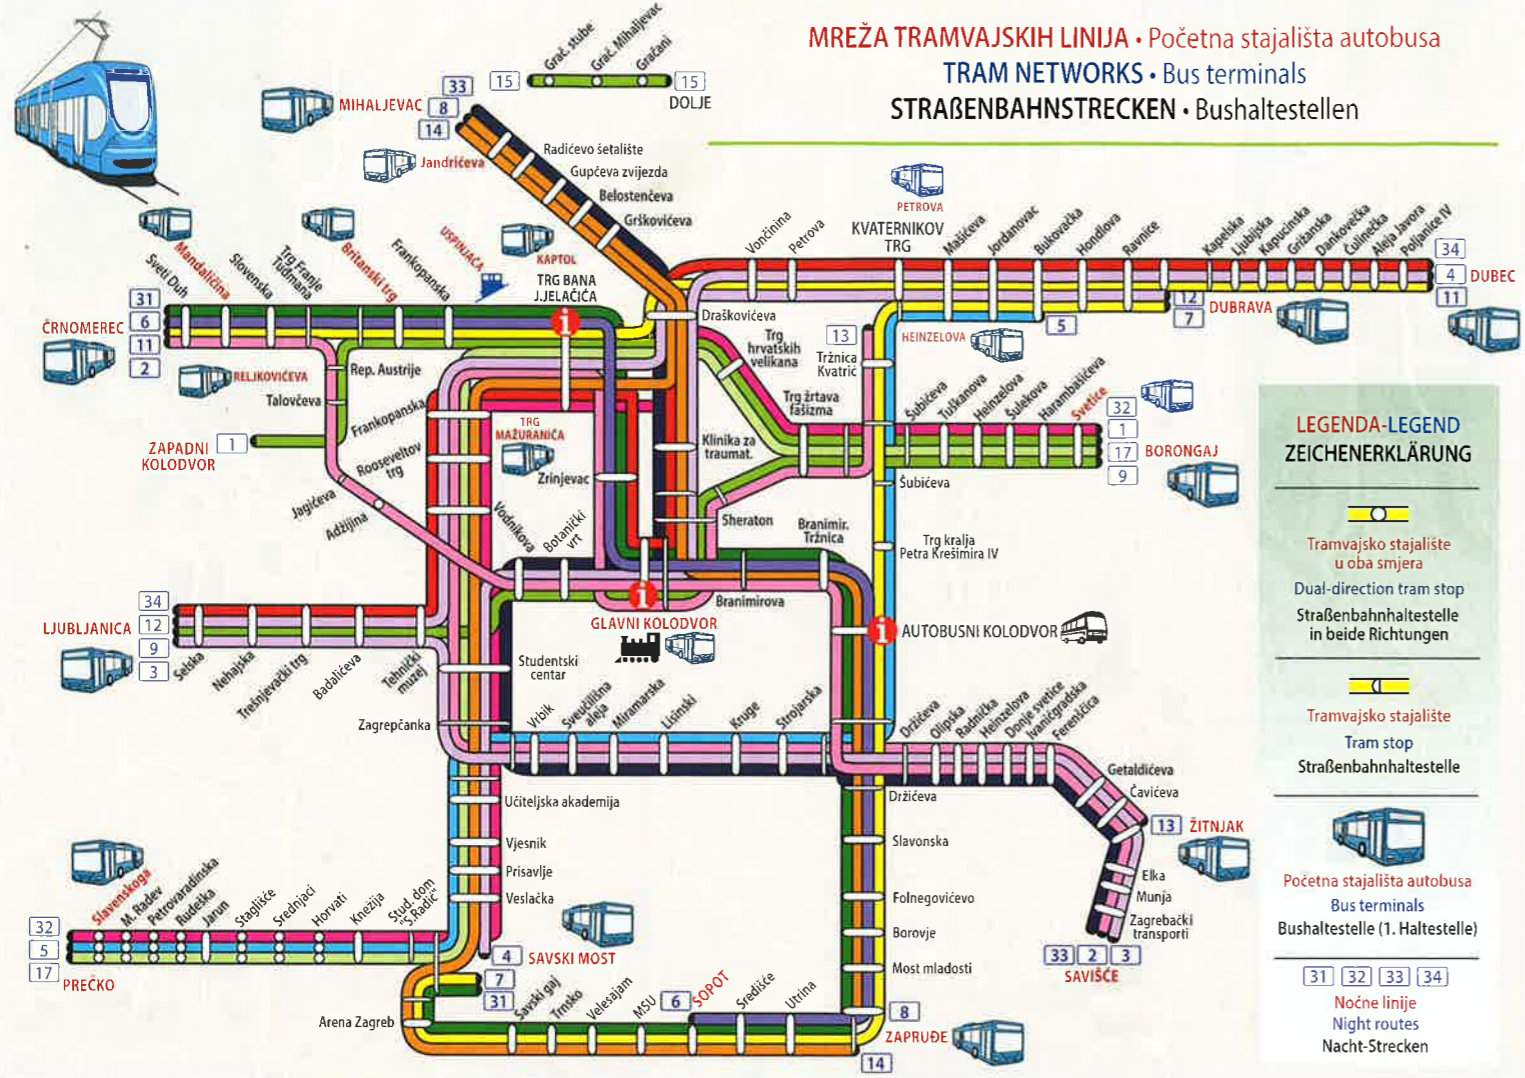 MREŽA TRAMVAJSKIH LINIJA • Početna stajališta autobusa
TRAM NETWORKS • Bus terminals
STRAßENBAHNSTRECKEN • Bushaltestellen
15
Grač. stube
Grač. Mihaljevac
Gračani
15
DOLJE
33
8
14
MIHALJEVAC
Jandrićeva
Radićevo šetalište
Gupčeva zvijezda
Belostenčeva
Grškovićeva
PETROVA
Vončinina
Petrova
KVATERNIKOV
TRG
Mašićeva
Jordanovac
Bukovačka
Hondlova
Ravnice
Kapelska
Ljubijska
Kapucinska
Grižanska
Dankovečka
Čulinečka
Aleja Javora
Poljanice IV
34
4
11
DUBEC
12
7
DUBRAVA
5
HEINZELOVA
Sveti Duh
Mandaličina
Slovenska
Trg Franje
Tuđmana
Britanski trg
Frankopanska
USPINJAČA
KAPTOL
TRG BANA
J.JELAČIĆA
31
6
11
2
ČRNOMEREC
RELJKOVIĆEVA
Rep. Austrije
Talovčeva
ZAPADNI
KOLODVOR
1
Jagićeva
Adžijina
Frankopanska
Rooseveltov
trg
Vodnikova
Botanički
vrt
TRG
MAŽURANIĆA
Zrinjevac
Draškovićeva
Trg
hrvatskih
velikana
Trg žrtava
fašizma
Klinika za
traumat.
Sheraton
Branimir.
Tržnica
Branimirova
13
Tržnica
Kvatrić
Šubićeva
Tuškanova
Heinzelova
Šulekova
Harambašićeva
Svetice
32
1
17
9
BORONGAJ
Šubićeva
Trg kralja
Petra Krešimira IV
GLAVNI KOLODVOR
AUTOBUSNI KOLODVOR
34
12
9
3
LJUBLJANICA
Selska
Nehajska
Trešnjevački trg
Badalićeva
Tehnički
muzej
Studentski
centar
Zagrepčanka
Vrbik
Sveučilišna
aleja
Miramarska
Lisinski
Kruge
Strojarska
Držićeva
Olipska
Radnička
Heinzelova
Donje svetice
Ivanićgradska
Ferenščica
Getaldićeva
Čavićeva
13
ŽITNJAK
Elka
Munja
Zagrebački
transporti
33
2
3
SAVIŠĆE
Učiteljska akademija
Vjesnik
Prisavlje
Veslačka
4
SAVSKI MOST
7
31
Slavenskoga
M. Radev
Petrovaradinska
Rudeška
Jarun
Staglišće
Srednjaci
Horvati
Knežija
Stud. dom
"S.Radić"
32
5
17
PREČKO
Arena Zagreb
Savski gaj
Trnsko
Velesajam
MSU
6
SOPOT
Središće
Utrina
Držićeva
Slavonska
Folnegovićevo
Borovje
Most mladosti
8
ZAPRUĐE
14
LEGENDA-LEGEND
ZEICHENERKLÄRUNG
Tramvajsko stajalište
u oba smjera
Dual-direction tram stop
Straßenbahnhaltestelle
in beide Richtungen
Tramvajsko stajalište
Tram stop
Straßenbahnhaltestelle
Početna stajališta autobusa
Bus terminals
Bushaltestelle (1. Haltestelle)
31
32
33
34
Noćne linije
Night routes
Nacht-Strecken